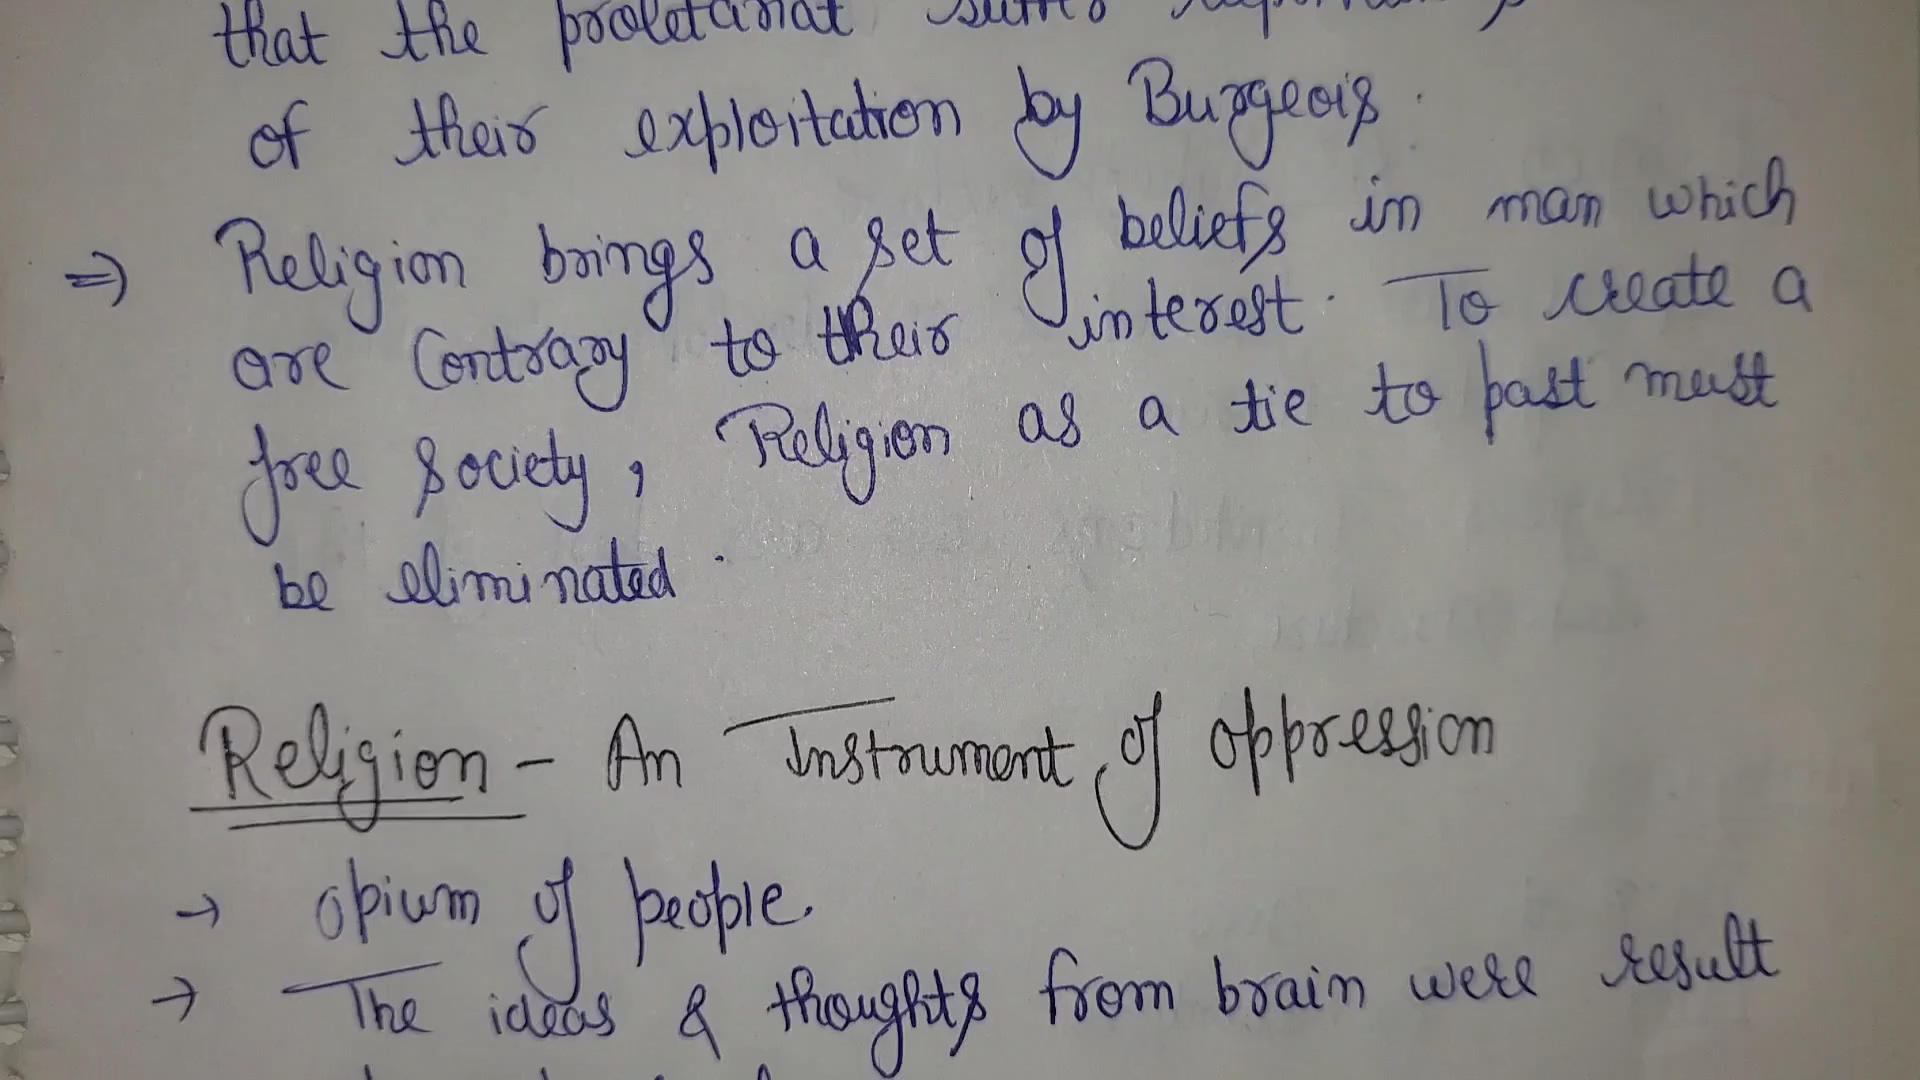 that the proletariat
of their exploitation by Burgeois.
⇒ Religion brings a set of beliefs in man which
are Contrary to their interest. To create a
free society, Religion as a tie to past must
be eliminated.
Religion - An Instrument of oppression
→ opium of people.
→ The ideas & thoughts from brain were result